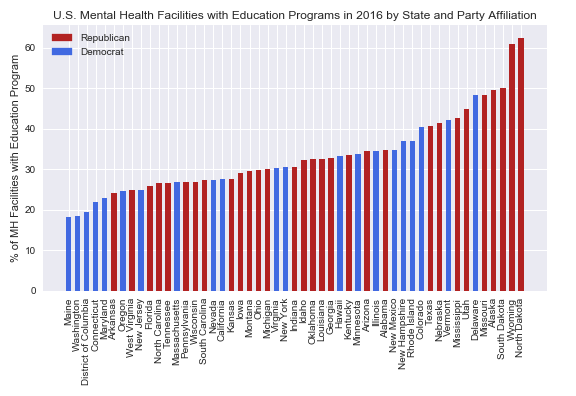 U.S. Mental Health Facilities with Education Programs in 2016 by State and Party Affiliation
Republican
Democrat
% of MH Facilities with Education Program
60
50
40
30
20
10
0
Maine
Washington
District of Columbia
Connecticut
Maryland
Arkansas
Oregon
West Virginia
New Jersey
Florida
North Carolina
Tennessee
Massachusetts
Pennsylvania
Wisconsin
South Carolina
Nevada
California
Kansas
Iowa
Montana
Ohio
Michigan
Virginia
New York
Indiana
Idaho
Oklahoma
Louisiana
Georgia
Hawaii
Kentucky
Minnesota
Arizona
Illinois
Alabama
New Mexico
New Hampshire
Rhode Island
Colorado
Texas
Nebraska
Vermont
Mississippi
Utah
Delaware
Missouri
Alaska
South Dakota
Wyoming
North Dakota